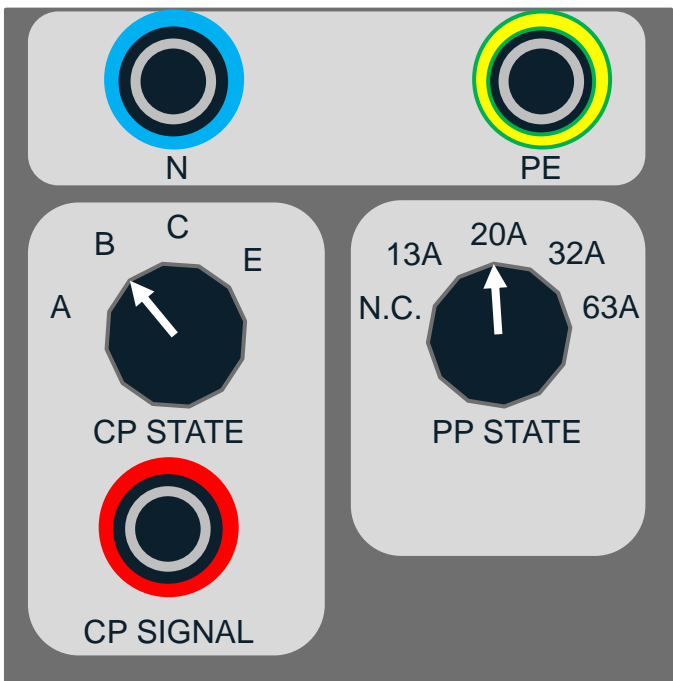 N
PE
A
B
C
E
CP STATE
N.C.
13A
20A
32A
63A
PP STATE
CP SIGNAL